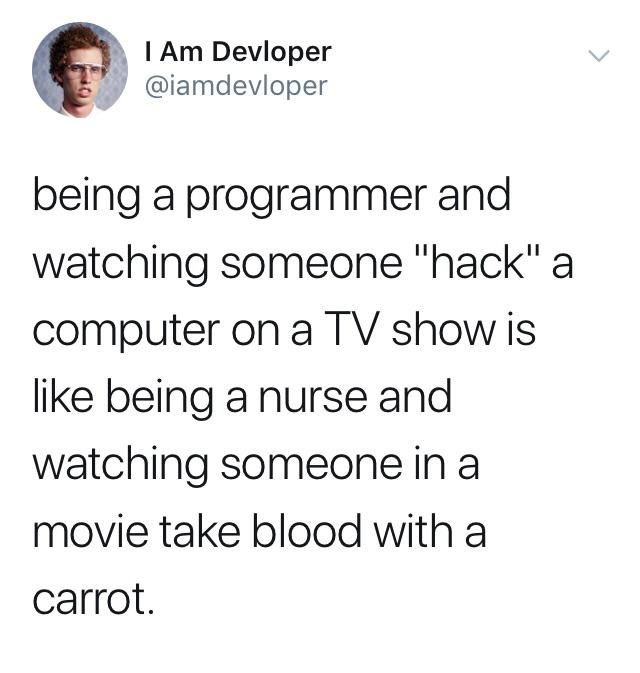 I Am Devloper
@iamdevloper
being a programmer and
watching someone "hack" a
computer on a TV show is
like being a nurse and
watching someone in a
movie take blood with a
carrot.